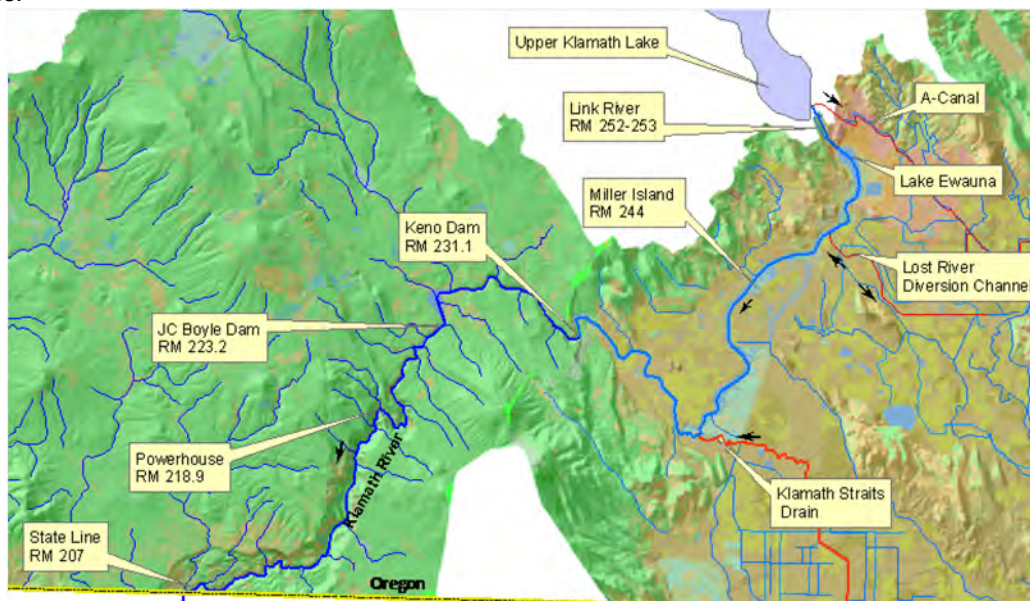 Upper Klamath Lake
A-Canal
Link River
RM 252-253
Lake Ewauna
Miller Island
RM 244
Keno Dam
RM 231.1
Lost River
Diversion Channel
JC Boyle Dam
RM 223.2
Powerhouse
RM 218.9
Klamath River
Klamath Straits
Drain
State Line
RM 207
Oregon